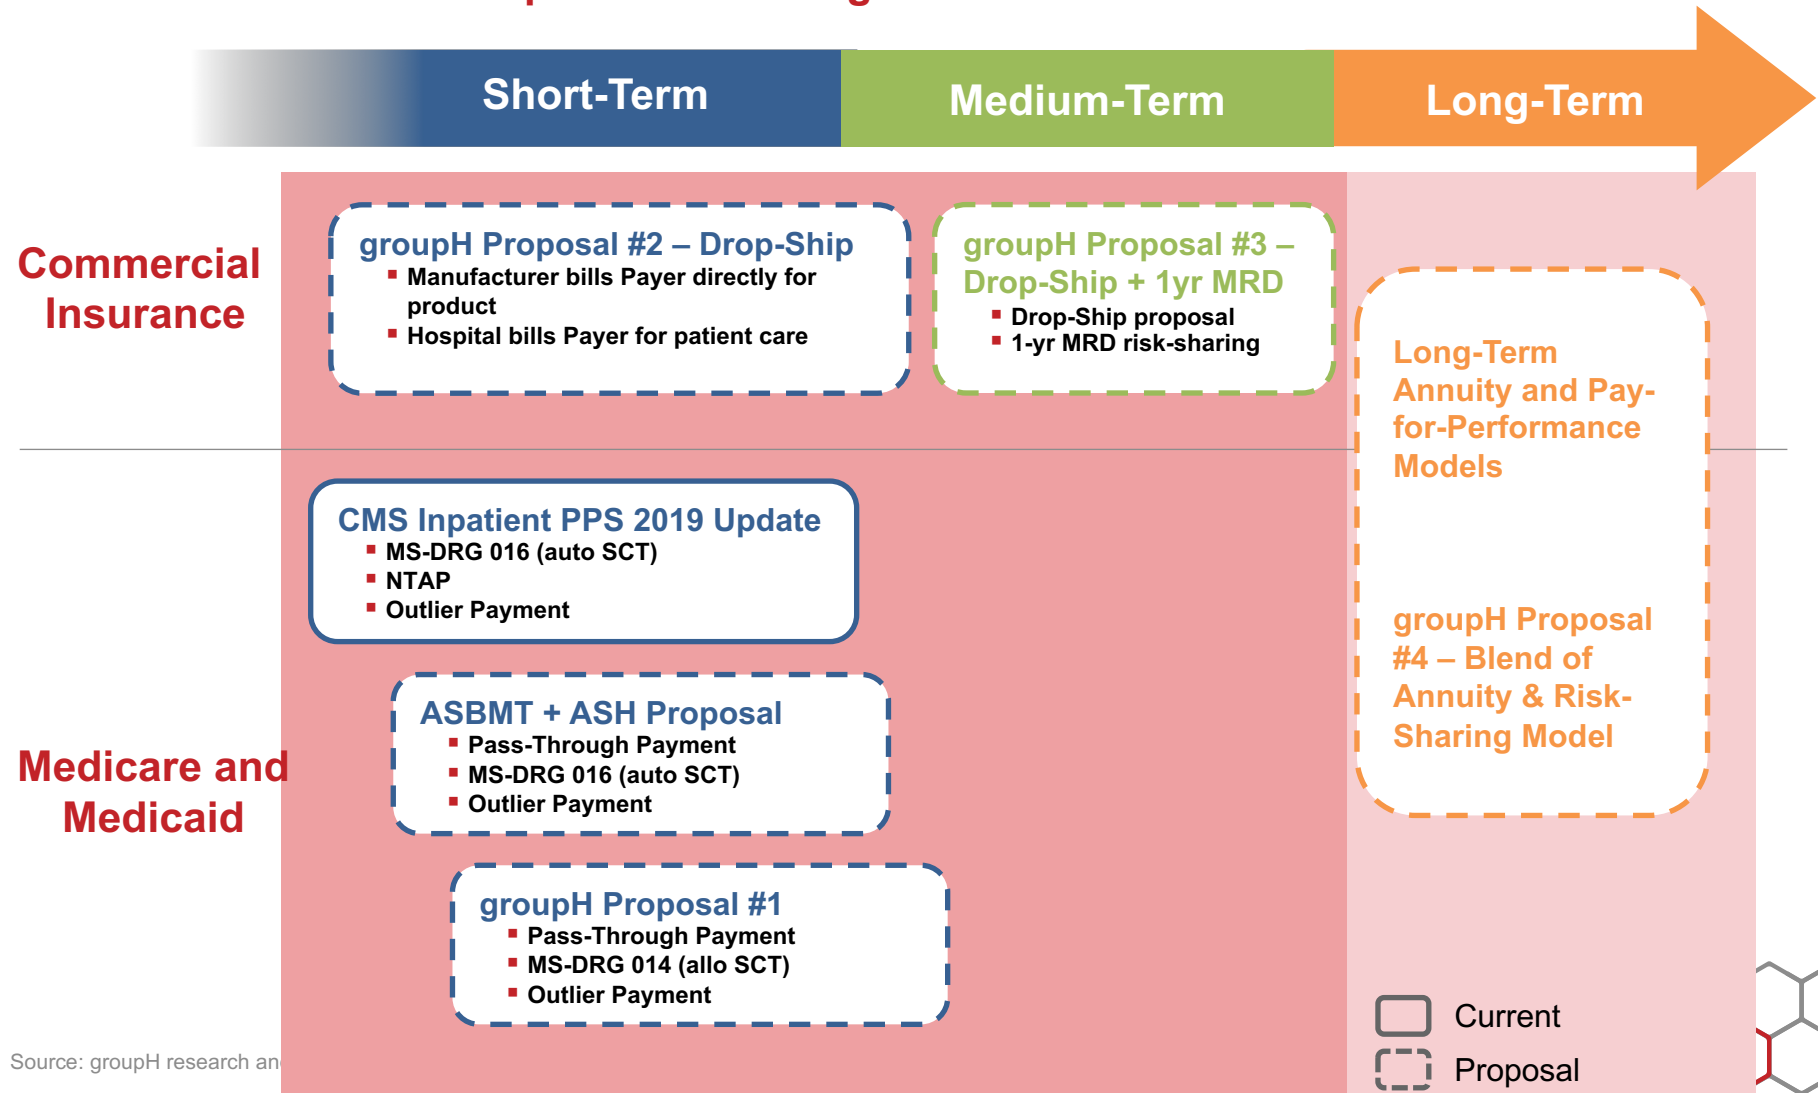 Short-Term
Medium-Term
Long-Term
Commercial
Insurance
groupH Proposal #2 – Drop-Ship
▪ Manufacturer bills Payer directly for
product
▪ Hospital bills Payer for patient care
groupH Proposal #3 –
Drop-Ship + 1yr MRD
▪ Drop-Ship proposal
▪ 1-yr MRD risk-sharing
Long-Term
Annuity and Pay-
for-Performance
Models
groupH Proposal
#4 – Blend of
Annuity & Risk-
Sharing Model
Medicare and
Medicaid
CMS Inpatient PPS 2019 Update
▪ MS-DRG 016 (auto SCT)
▪ NTAP
▪ Outlier Payment
ASBMT + ASH Proposal
▪ Pass-Through Payment
▪ MS-DRG 016 (auto SCT)
▪ Outlier Payment
groupH Proposal #1
▪ Pass-Through Payment
▪ MS-DRG 014 (allo SCT)
▪ Outlier Payment
Current
Proposal
Source: groupH research